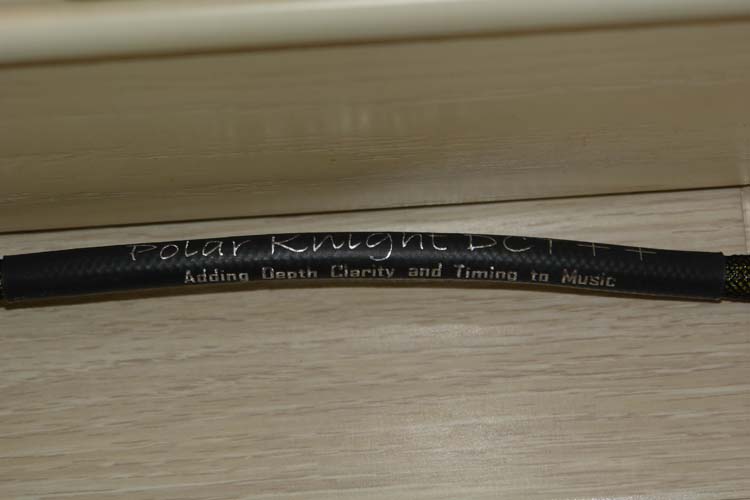 Polar Knight DCT++
Adding Depth Clarity and Timing to Music